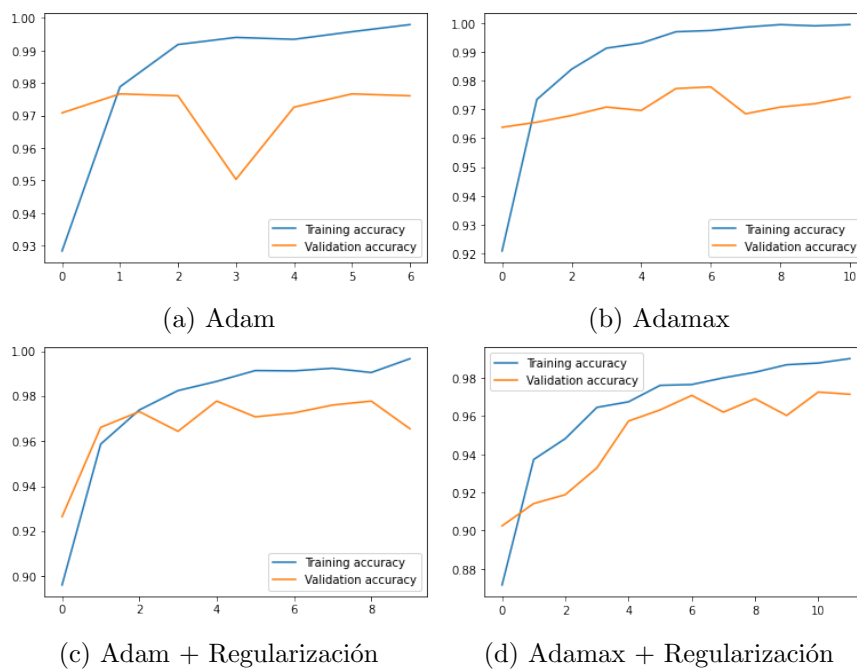 1.00
0.99
0.98
0.97
0.96
0.95
0.94
0.93
0 1 2 3 4 5 6
Training accuracy
Validation accuracy
(a) Adam
1.00
0.99
0.98
0.97
0.96
0.95
0.94
0.93
0.92
0 2 4 6 8 10
Training accuracy
Validation accuracy
(b) Adamax
1.00
0.98
0.96
0.94
0.92
0.90
0 2 4 6 8
Training accuracy
Validation accuracy
(c) Adam + Regularización
0.98
0.96
0.94
0.92
0.90
0.88
0 2 4 6 8 10
Training accuracy
Validation accuracy
(d) Adamax + Regularización